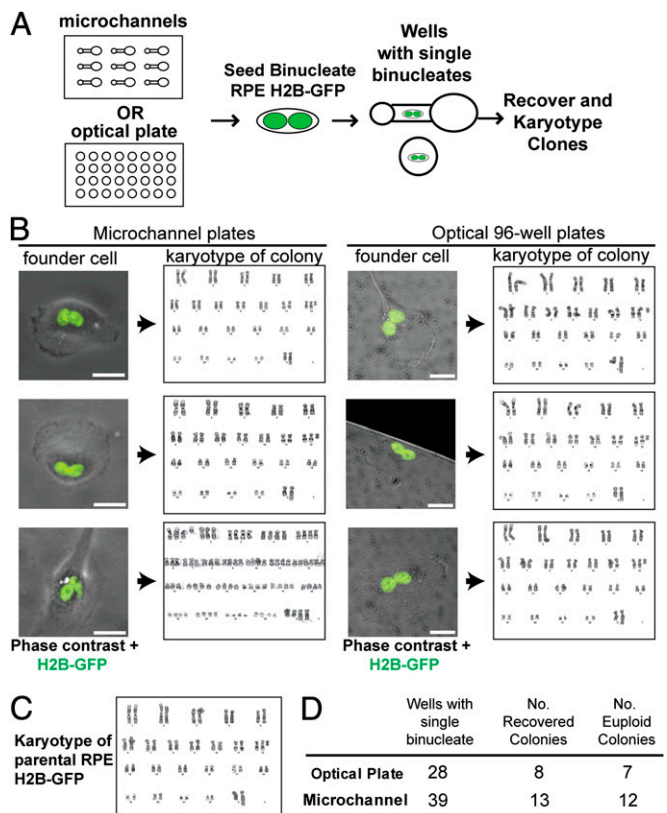 A
microchannels
OR
optical plate
Seed Binucleate
RPE H2B-GFP
Wells
with single
binucleates
Recover and
Karyotype
Clones
B
Microchannel plates
Optical 96-well plates
founder cell
karyotype of colony
founder cell
karyotype of colony
Phase contrast +
H2B-GFP
Phase contrast +
H2B-GFP
C
Karyotype of
parental RPE
H2B-GFP
D
Wells with
single
binucleate
No.
Recovered
Colonies
No.
Euploid
Colonies
Optical Plate 28 8 7
Microchannel 39 13 12